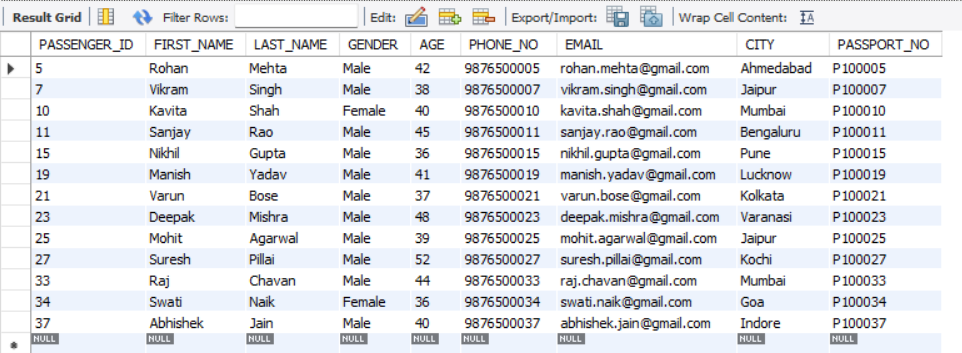 Result Grid Filter Rows: Edit: Export/Import: Wrap Cell Content: IA
PASSENGER_ID FIRST_NAME LAST_NAME GENDER AGE PHONE_NO EMAIL CITY PASSPORT_NO
5 Rohan Mehta Male 42 9876500005 rohan.mehta@gmail.com Ahmedabad P100005
7 Vikram Singh Male 38 9876500007 vikram.singh@gmail.com Jaipur P100007
10 Kavita Shah Female 40 9876500010 kavita.shah@gmail.com Mumbai P100010
11 Sanjay Rao Male 45 9876500011 sanjay.rao@gmail.com Bengaluru P100011
15 Nikhil Gupta Male 36 9876500015 nikhil.gupta@gmail.com Pune P100015
19 Manish Yadav Male 41 9876500019 manish.yadav@gmail.com Lucknow P100019
21 Varun Bose Male 37 9876500021 varun.bose@gmail.com Kolkata P100021
23 Deepak Mishra Male 48 9876500023 deepak.mishra@gmail.com Varanasi P100023
25 Mohit Agarwal Male 39 9876500025 mohit.agarwal@gmail.com Jaipur P100025
27 Suresh Pillai Male 52 9876500027 suresh.pillai@gmail.com Kochi P100027
33 Raj Chavan Male 44 9876500033 raj.chavan@gmail.com Mumbai P100033
34 Swati Naik Female 36 9876500034 swati.naik@gmail.com Goa P100034
37 Abhishek Jain Male 40 9876500037 abhishek.jain@gmail.com Indore P100037
NULL NULL NULL NULL NULL NULL NULL NULL NULL